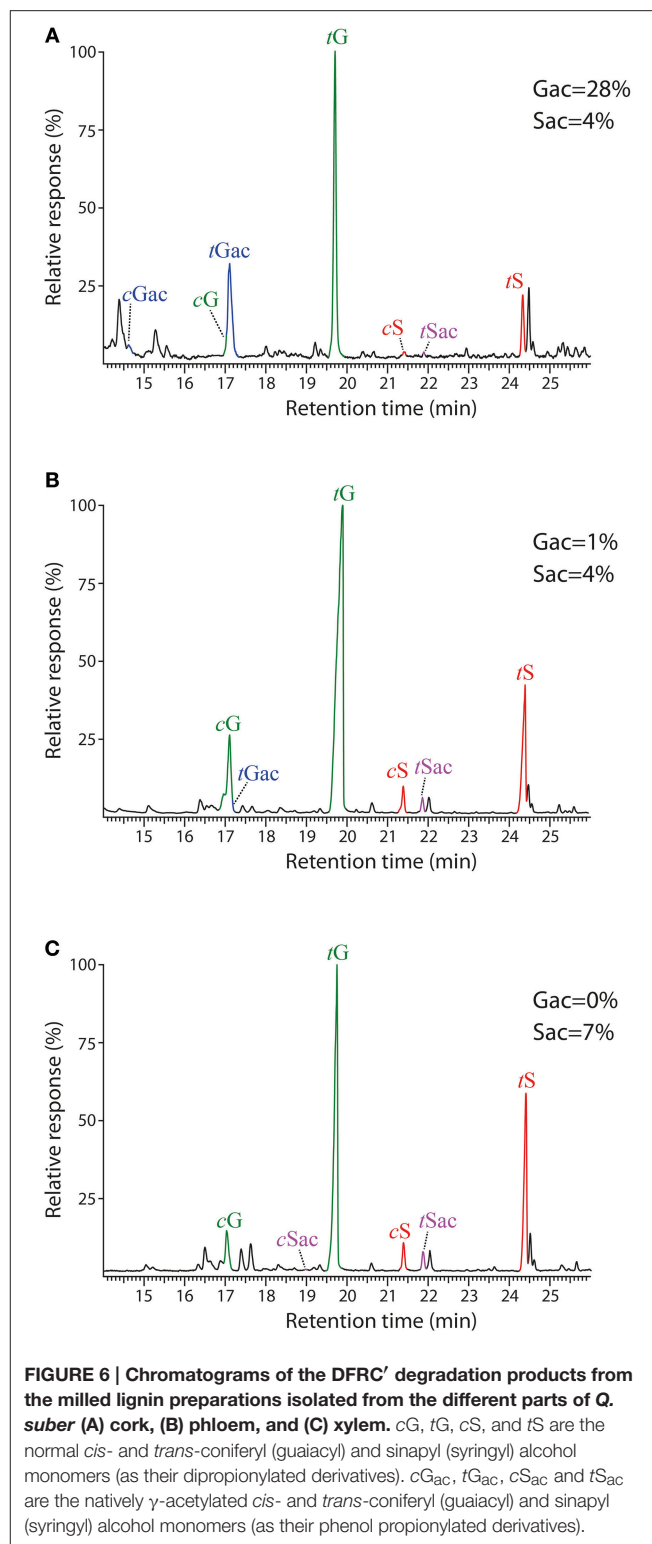 A
tG
100
Gac=28%
Sac=4%
75
Relative response (%)
50
tGac
25
cGac
cG
cS
tSac
tS
15 16 17 18 19 20 21 22 23 24 25
Retention time (min)
B
tG
100
Gac=1%
Sac=4%
75
Relative response (%)
50
tS
cG
25
tGac
cS
tSac
15 16 17 18 19 20 21 22 23 24 25
Retention time (min)
C
tG
100
Gac=0%
Sac=7%
75
Relative response (%)
tS
50
25
cG
cSac
cS
tSac
15 16 17 18 19 20 21 22 23 24 25
Retention time (min)
FIGURE 6 | Chromatograms of the DFRC′ degradation products from
the milled lignin preparations isolated from the different parts of Q.
suber (A) cork, (B) phloem, and (C) xylem. cG, tG, cS, and tS are the
normal cis- and trans-coniferyl (guaiacyl) and sinapyl (syringyl) alcohol
monomers (as their dipropionylated derivatives). cGac, tGac, cSac and tSac
are the natively γ-acetylated cis- and trans-coniferyl (guaiacyl) and sinapyl
(syringyl) alcohol monomers (as their phenol propionylated derivatives).